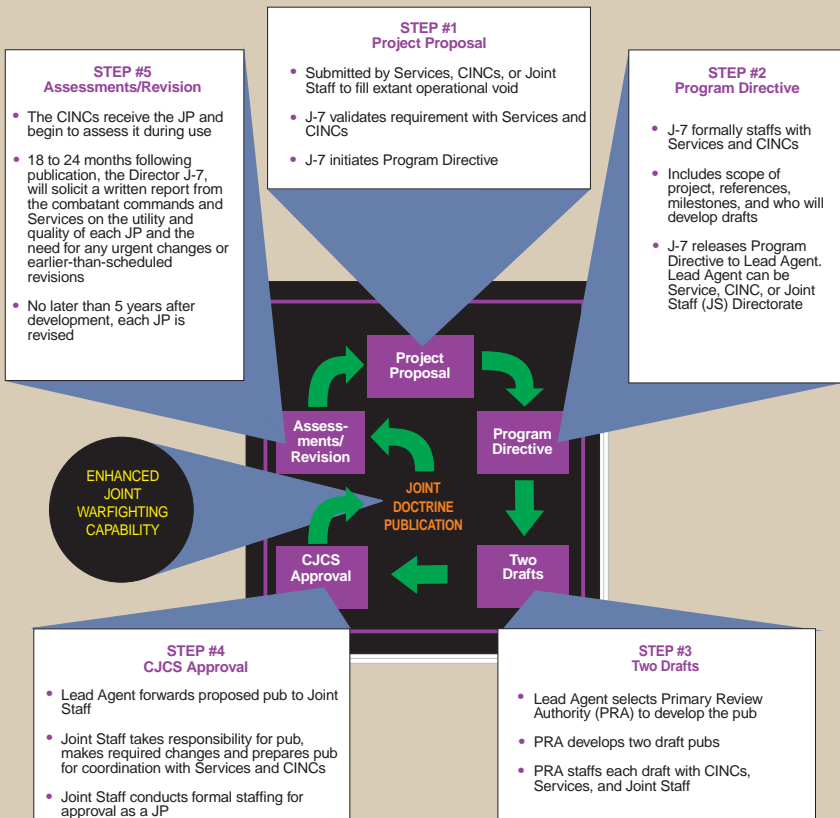 STEP #1
Project Proposal
• Submitted by Services, CINCs, or Joint
Staff to fill extant operational void
• J-7 validates requirement with Services and
CINCs
• J-7 initiates Program Directive
STEP #5
Assessments/Revision
• The CINCs receive the JP and
begin to assess it during use
• 18 to 24 months following
publication, the Director J-7,
will solicit a written report from
the combatant commands and
Services on the utility and
quality of each JP and the
need for any urgent changes or
earlier-than-scheduled
revisions
• No later than 5 years after
development, each JP is
revised
STEP #2
Program Directive
• J-7 formally staffs with
Services and CINCs
• Includes scope of
project, references,
milestones, and who will
develop drafts
• J-7 releases Program
Directive to Lead Agent.
Lead Agent can be
Service, CINC, or Joint
Staff (JS) Directorate
Project
Proposal
Assess-
ments/
Revision
Program
Directive
ENHANCED
JOINT
WARFIGHTING
CAPABILITY
JOINT
DOCTRINE
PUBLICATION
CJCS
Approval
Two
Drafts
STEP #4
CJCS Approval
• Lead Agent forwards proposed pub to Joint
Staff
• Joint Staff takes responsibility for pub,
makes required changes and prepares pub
for coordination with Services and CINCs
• Joint Staff conducts formal staffing for
approval as a JP
STEP #3
Two Drafts
• Lead Agent selects Primary Review
Authority (PRA) to develop the pub
• PRA develops two draft pubs
• PRA staffs each draft with CINCs,
Services, and Joint Staff